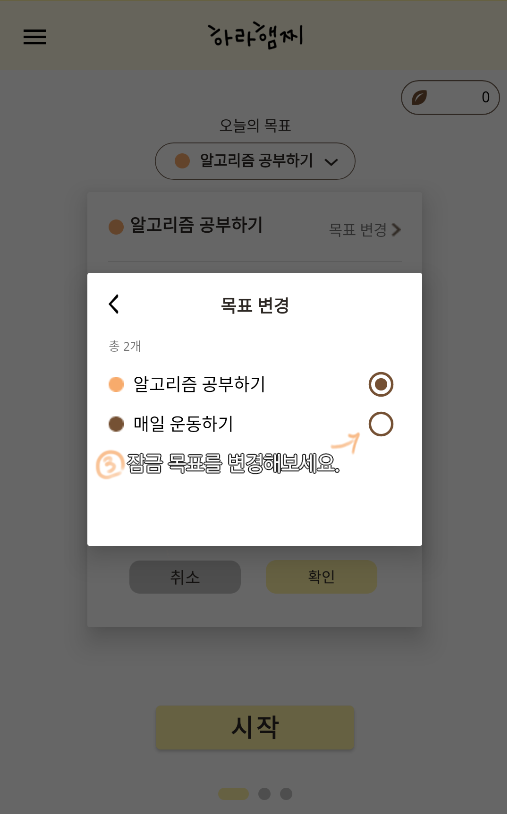 하라햄찌
0
오늘의 목표
알고리즘 공부하기
알고리즘 공부하기
목표 변경
목표 변경
총 2개
알고리즘 공부하기
매일 운동하기
③ 잠금 목표를 변경해보세요.
취소
확인
시작